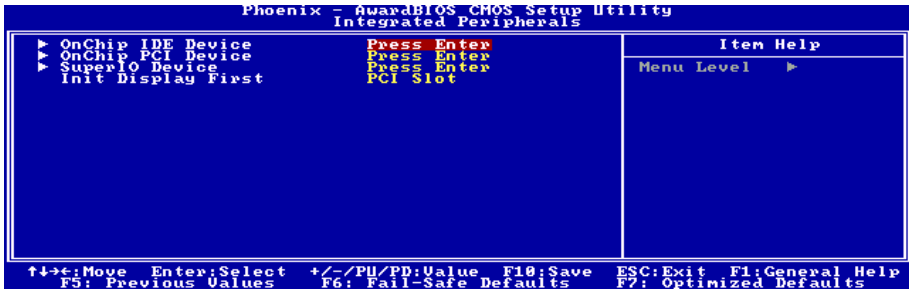 Phoenix - AwardBIOS CMOS Setup Utility
Integrated Peripherals
► OnChip IDE Device Press Enter
► OnChip PCI Device Press Enter
► SuperIO Device Press Enter
Init Display First PCI Slot
Item Help
Menu Level ►
↑↓→←:Move Enter:Select +/-/PU/PD:Value F10:Save ESC:Exit F1:General Help
F5: Previous Values F6: Fail-Safe Defaults F7: Optimized Defaults